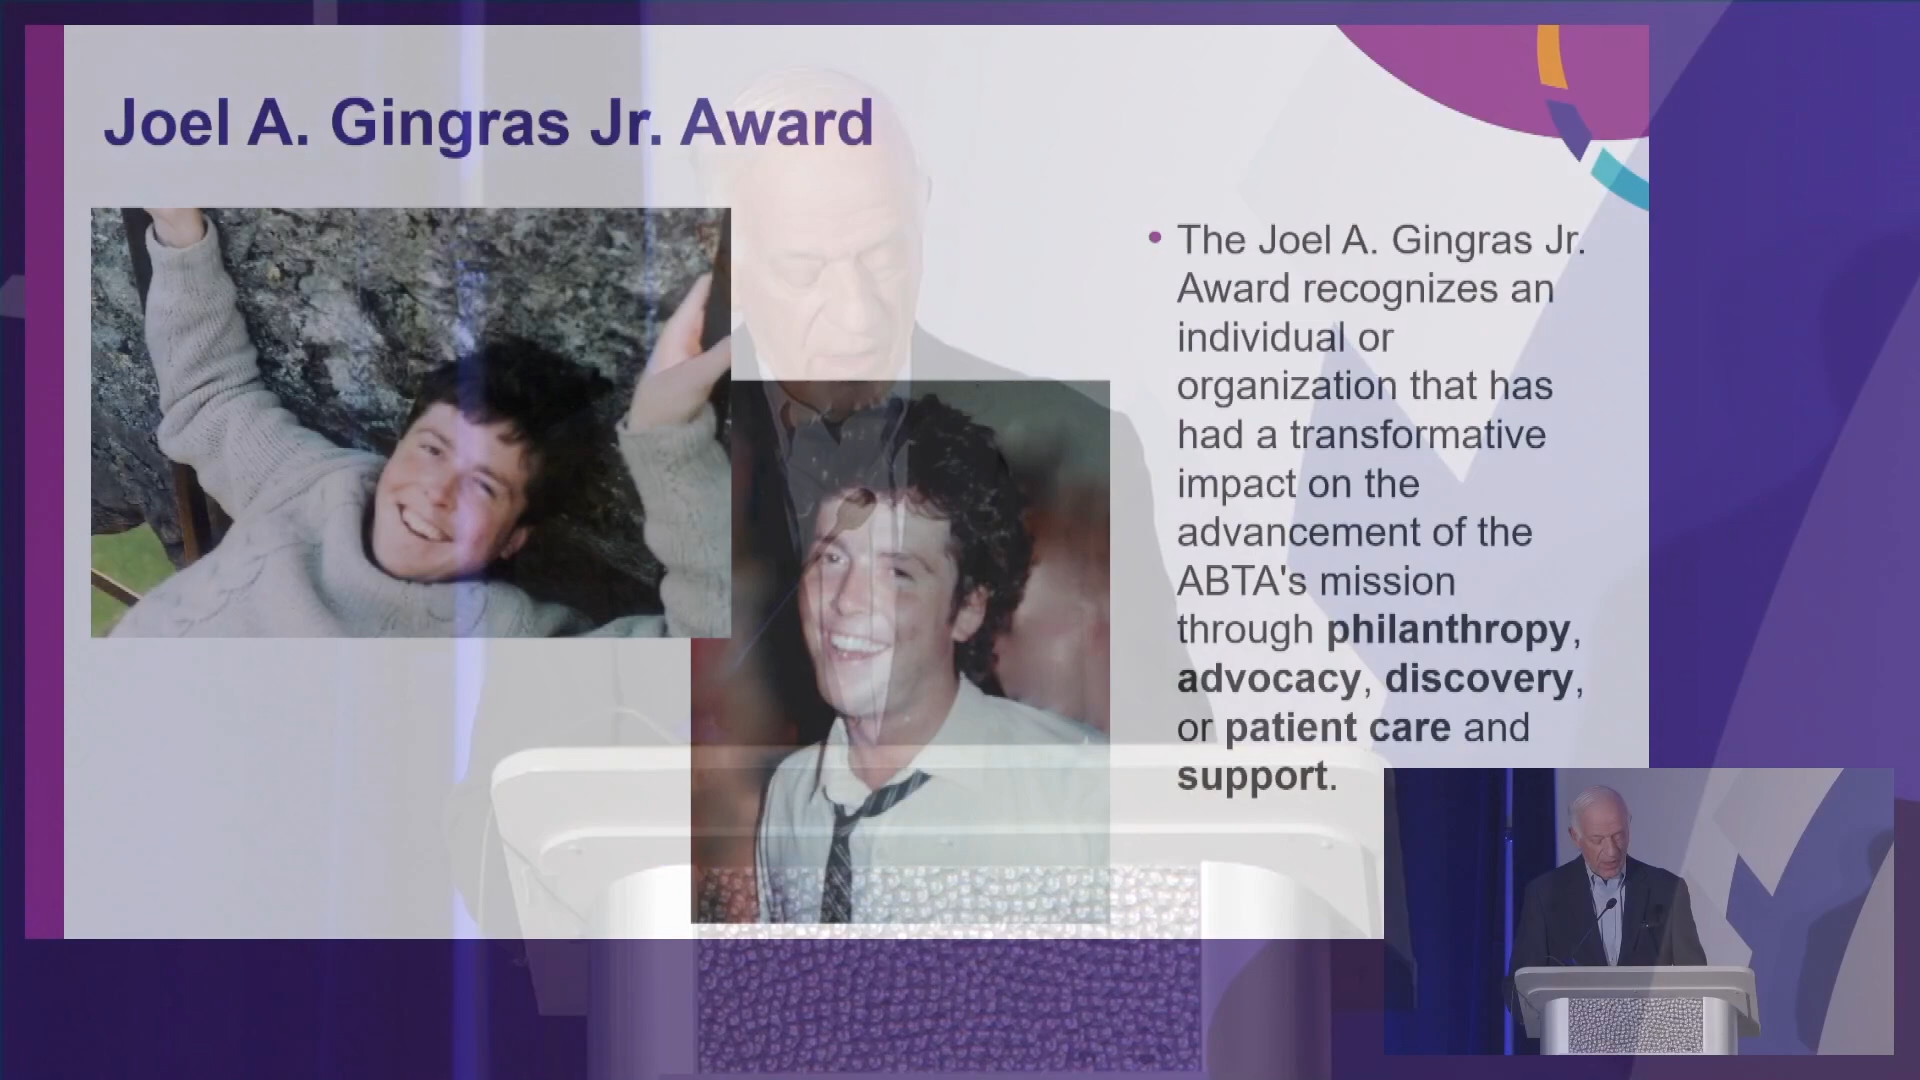 Joel A. Gingras Jr. Award
• The Joel A. Gingras Jr.
Award recognizes an
individual or
organization that has
had a transformative
impact on the
advancement of the
ABTA's mission
through philanthropy,
advocacy, discovery,
or patient care and
support.